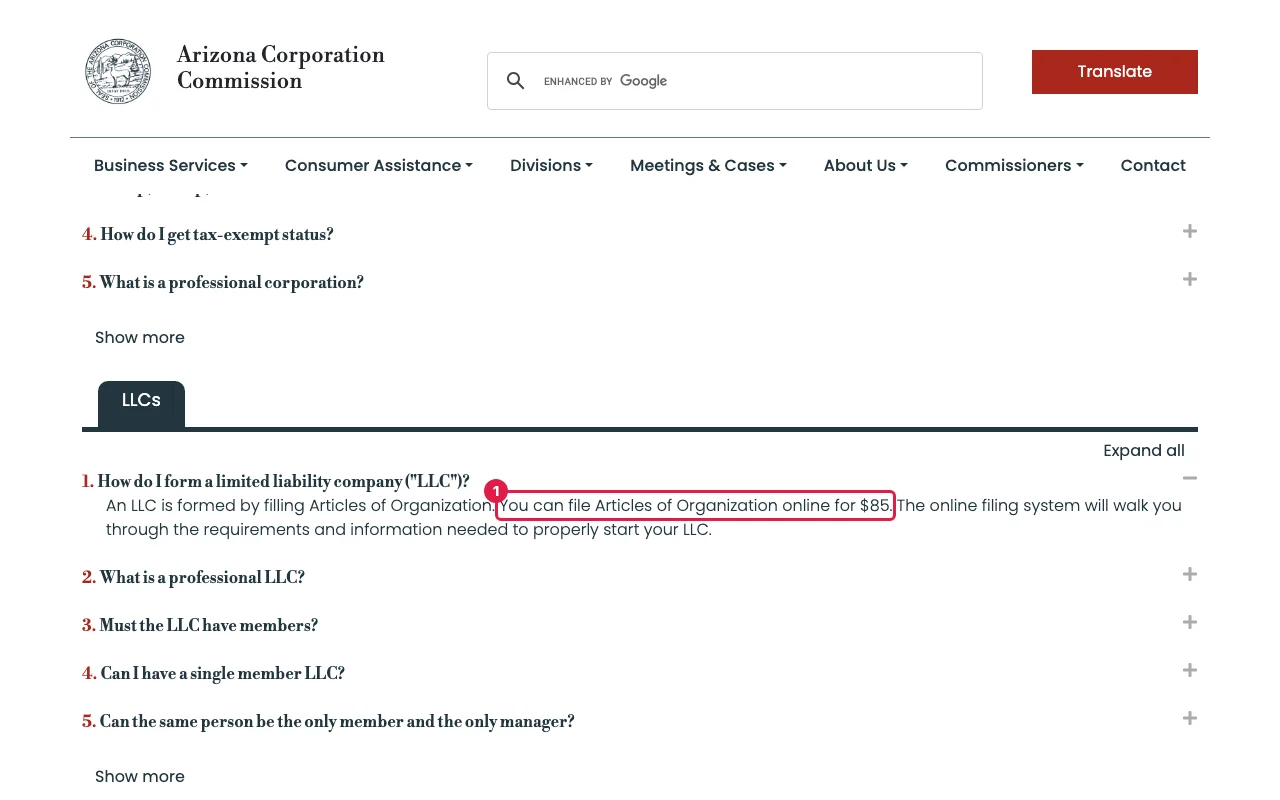 Arizona Corporation
Commission
ENHANCED BY Google
Translate
Business Services
Consumer Assistance
Divisions
Meetings & Cases
About Us
Commissioners
Contact
4. How do I get tax-exempt status?
5. What is a professional corporation?
Show more
LLCs
Expand all
1. How do I form a limited liability company ("LLC")?
1
An LLC is formed by filling Articles of Organization. You can file Articles of Organization online for $85. The online filing system will walk you
through the requirements and information needed to properly start your LLC.
2. What is a professional LLC?
3. Must the LLC have members?
4. Can I have a single member LLC?
5. Can the same person be the only member and the only manager?
Show more